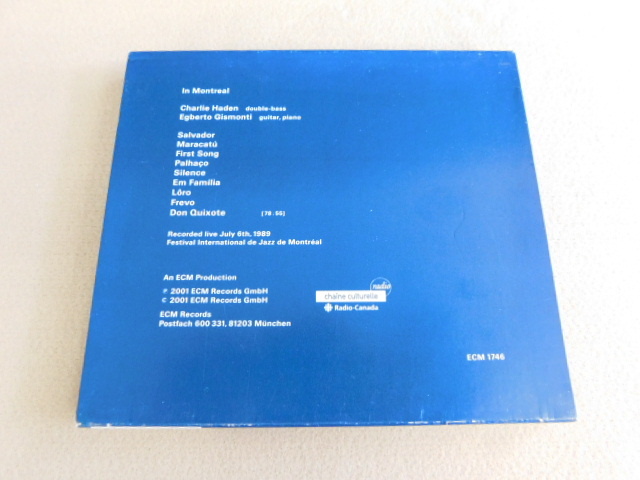 In Montreal
Charlie Haden double-bass
Egberto Gismonti guitar, piano
Salvador
Maracatú
First Song
Palhaço
Silence
Em Família
Lôro
Frevo
Don Quixote [78:55]
Recorded live July 6th, 1989
Festival International de Jazz de Montréal
An ECM Production
℗ 2001 ECM Records GmbH
© 2001 ECM Records GmbH
ECM Records
Postfach 600 331, 81203 München
radio
chaîne culturelle
Radio-Canada
ECM 1746